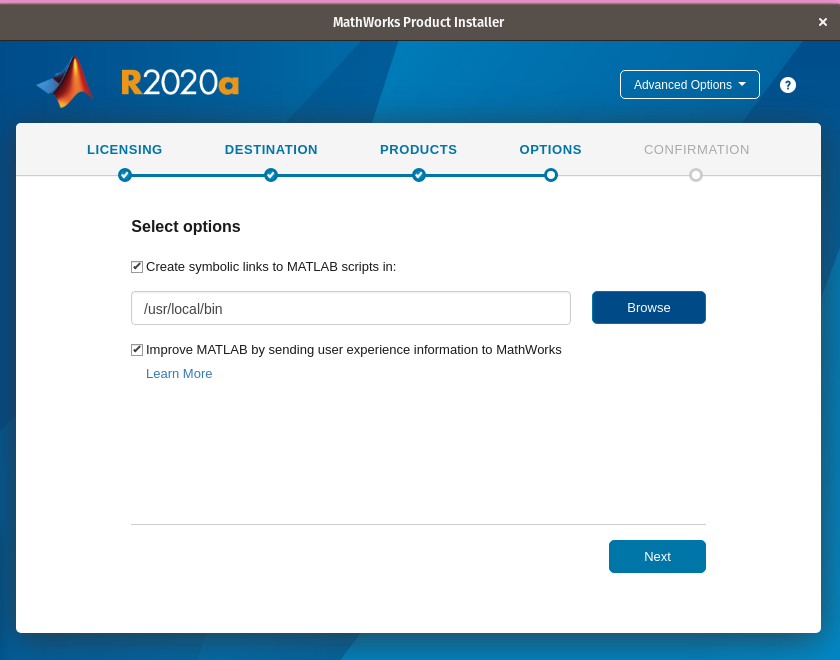 MathWorks Product Installer
R2020a
Advanced Options
?
LICENSING DESTINATION PRODUCTS OPTIONS CONFIRMATION
Select options
Create symbolic links to MATLAB scripts in:
/usr/local/bin Browse
Improve MATLAB by sending user experience information to MathWorks
Learn More
Next